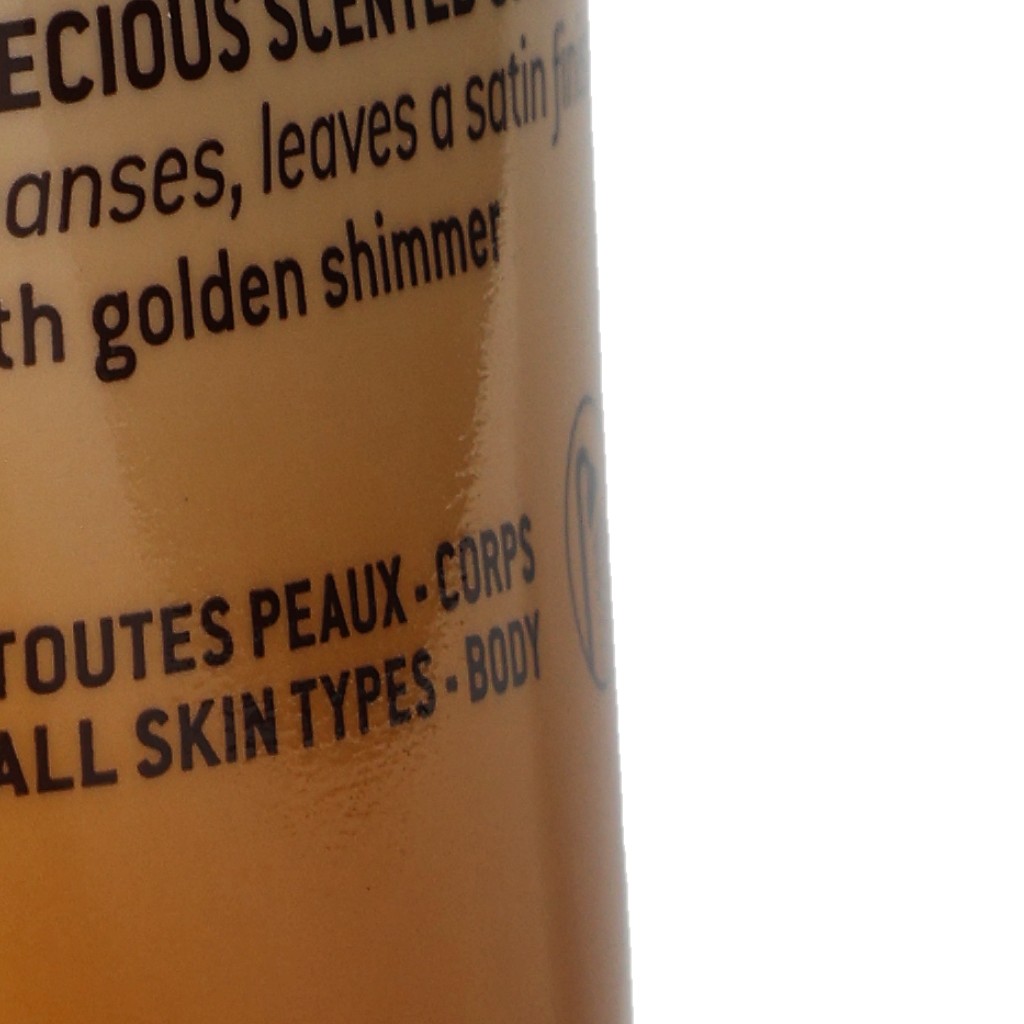 ECIOUS SCENTED
anses, leaves a satin
th golden shimmer
TOUTES PEAUX - CORPS
ALL SKIN TYPES - BODY